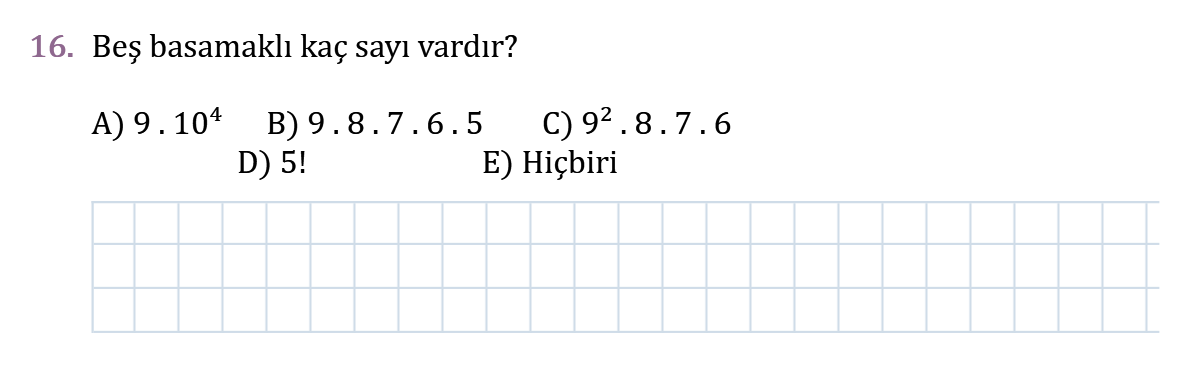 16. Beş basamaklı kaç sayı vardır?
A) 9 . 10⁴ B) 9 . 8 . 7 . 6 . 5 C) 9² . 8 . 7 . 6
D) 5! E) Hiçbiri